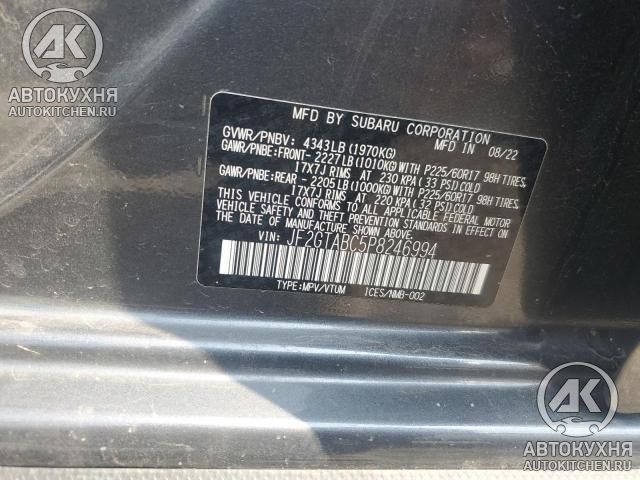 AK
АВТОКУХНЯ
AUTOKITCHEN.RU
MFD BY SUBARU CORPORATION
GVWR/PNBV: 4343LB(1970KG) MFD IN 08/22
GAWR/PNBE:FRONT-2227LB(1010KG)WITH P225/60R17 98H TIRES,
17X7J RIMS AT 230 KPA(33 PSI)COLD
GAWR/PNBE:REAR -2205LB(1000KG)WITH P225/60R17 98H TIRES,
17X7J RIMS AT 220 KPA(32 PSI)COLD
THIS VEHICLE CONFORMS TO ALL APPLICABLE FEDERAL MOTOR
VEHICLE SAFETY AND THEFT PREVENTION STANDARDS IN EFFECT
ON THE DATE OF MANUFACTURE SHOWN ABOVE.
VIN: JF2GTABC5P8246994
TYPE:MPV/VTUM ICES/NMB-002
AK
АВТОКУХНЯ
AUTOKITCHEN.RU